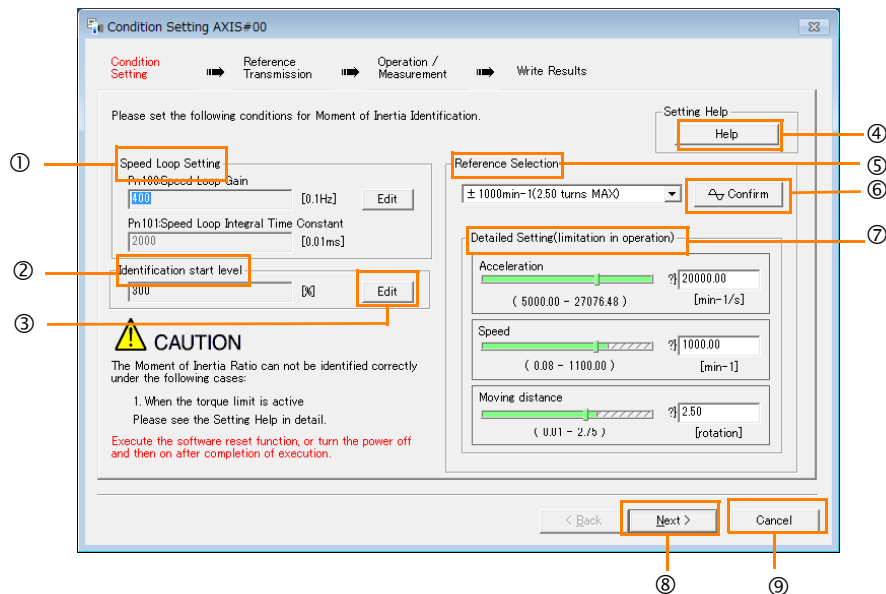 Condition Setting AXIS#00
Condition Setting
Reference Transmission
Operation / Measurement
Write Results
Please set the following conditions for Moment of Inertia Identification.
Setting Help
Help
④
①
Speed Loop Setting
Pn100:Speed Loop Gain
400 [0.1Hz] Edit
Pn101:Speed Loop Integral Time Constant
2000 [0.01ms]
②
Identification start level
300 [%] Edit
③
CAUTION
The Moment of Inertia Ratio can not be identified correctly
under the following cases:
1. When the torque limit is active
Please see the Setting Help in detail.
Execute the software reset function, or turn the power off
and then on after completion of execution.
Reference Selection
⑤
± 1000min-1(2.50 turns MAX)
Confirm
⑥
Detailed Setting(limitation in operation)
⑦
Acceleration
?} 20000.00
( 5000.00 - 27076.48 ) [min-1/s]
Speed
?} 1000.00
( 0.08 - 1100.00 ) [min-1]
Moving distance
?} 2.50
( 0.01 - 2.75 ) [rotation]
< Back
Next >
Cancel
⑧
⑨